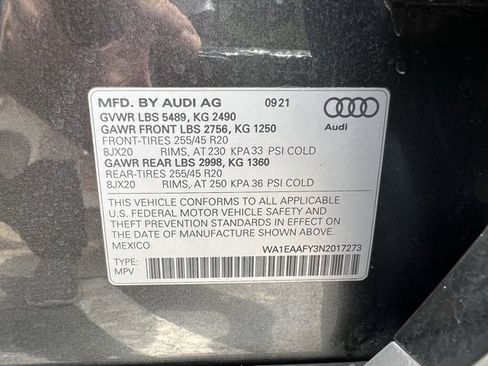 MFD. BY AUDI AG 09 21
GVWR LBS 5489, KG 2490
GAWR FRONT LBS 2756, KG 1250
FRONT-TIRES 255/45 R20
8JX20 RIMS, AT 230 KPA 33 PSI COLD
GAWR REAR LBS 2998, KG 1360
REAR-TIRES 255/45 R20
8JX20 RIMS, AT 250 KPA 36 PSI COLD
Audi
THIS VEHICLE CONFORMS TO ALL APPLICABLE
U.S. FEDERAL MOTOR VEHICLE SAFETY AND
THEFT PREVENTION STANDARDS IN EFFECT
ON THE DATE OF MANUFACTURE SHOWN ABOVE.
MEXICO WA1EAAFY3N2017273
TYPE:
MPV